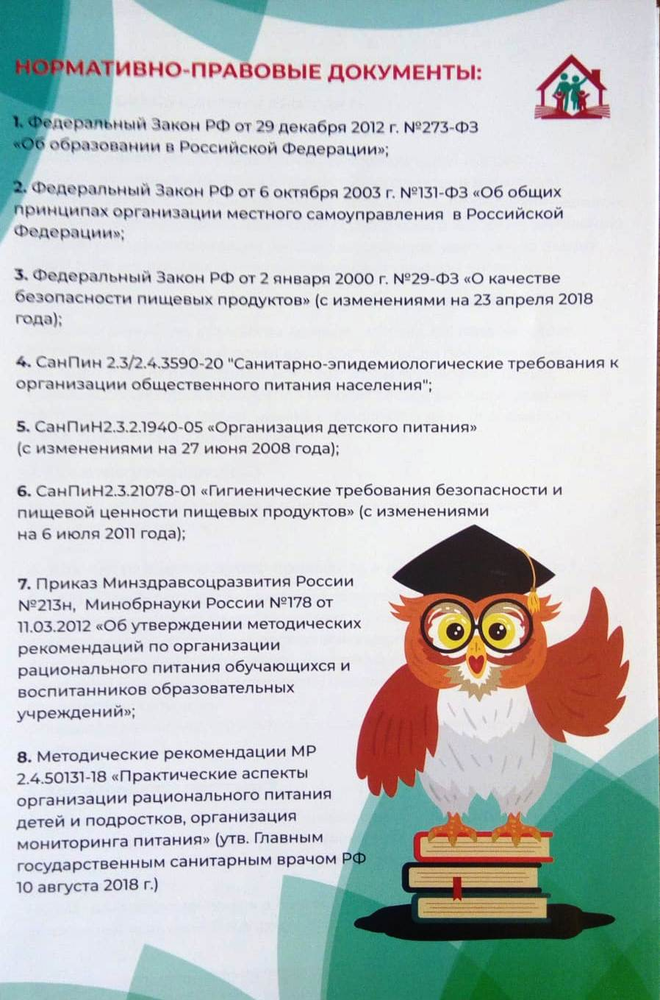 НОРМАТИВНО-ПРАВОВЫЕ ДОКУМЕНТЫ:
1. Федеральный Закон РФ от 29 декабря 2012 г. №273-ФЗ
«Об образовании в Российской Федерации»;
2. Федеральный Закон РФ от 6 октября 2003 г. №131-ФЗ «Об общих
принципах организации местного самоуправления в Российской
Федерации»;
3. Федеральный Закон РФ от 2 января 2000 г. №29-ФЗ «О качестве
безопасности пищевых продуктов» (с изменениями на 23 апреля 2018
года);
4. СанПин 2.3/2.4.3590-20 "Санитарно-эпидемиологические требования к
организации общественного питания населения";
5. СанПиН2.3.2.1940-05 «Организация детского питания»
(с изменениями на 27 июня 2008 года);
6. СанПиН2.3.21078-01 «Гигиенические требования безопасности и
пищевой ценности пищевых продуктов» (с изменениями
на 6 июля 2011 года);
7. Приказ Минздравсоцразвития России
№213н, Минобрнауки России №178 от
11.03.2012 «Об утверждении методических
рекомендаций по организации
рационального питания обучающихся и
воспитанников образовательных
учреждений»;
8. Методические рекомендации МР
2.4.50131-18 «Практические аспекты
организации рационального питания
детей и подростков, организация
мониторинга питания» (утв. Главным
государственным санитарным врачом РФ
10 августа 2018 г.)